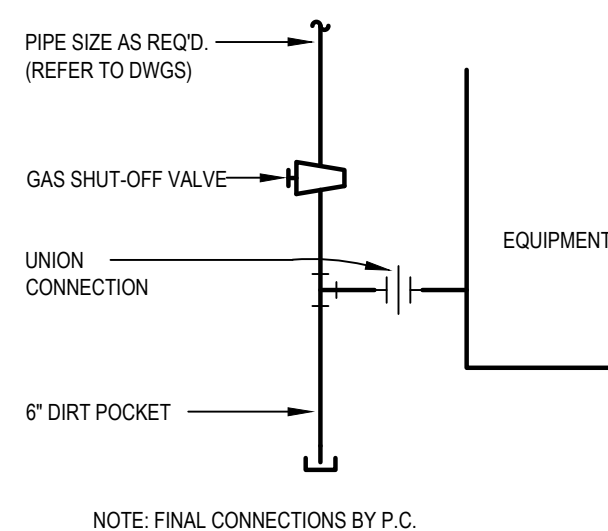 PIPE SIZE AS REQ'D.
(REFER TO DWGS)
GAS SHUT-OFF VALVE
EQUIPMENT
UNION
CONNECTION
6" DIRT POCKET
NOTE: FINAL CONNECTIONS BY P.C.